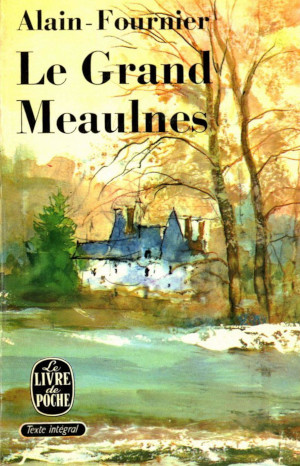 Alain-Fournier
Le Grand
Meaulnes
Le
LIVRE
DE
POCHE
Texte intégral